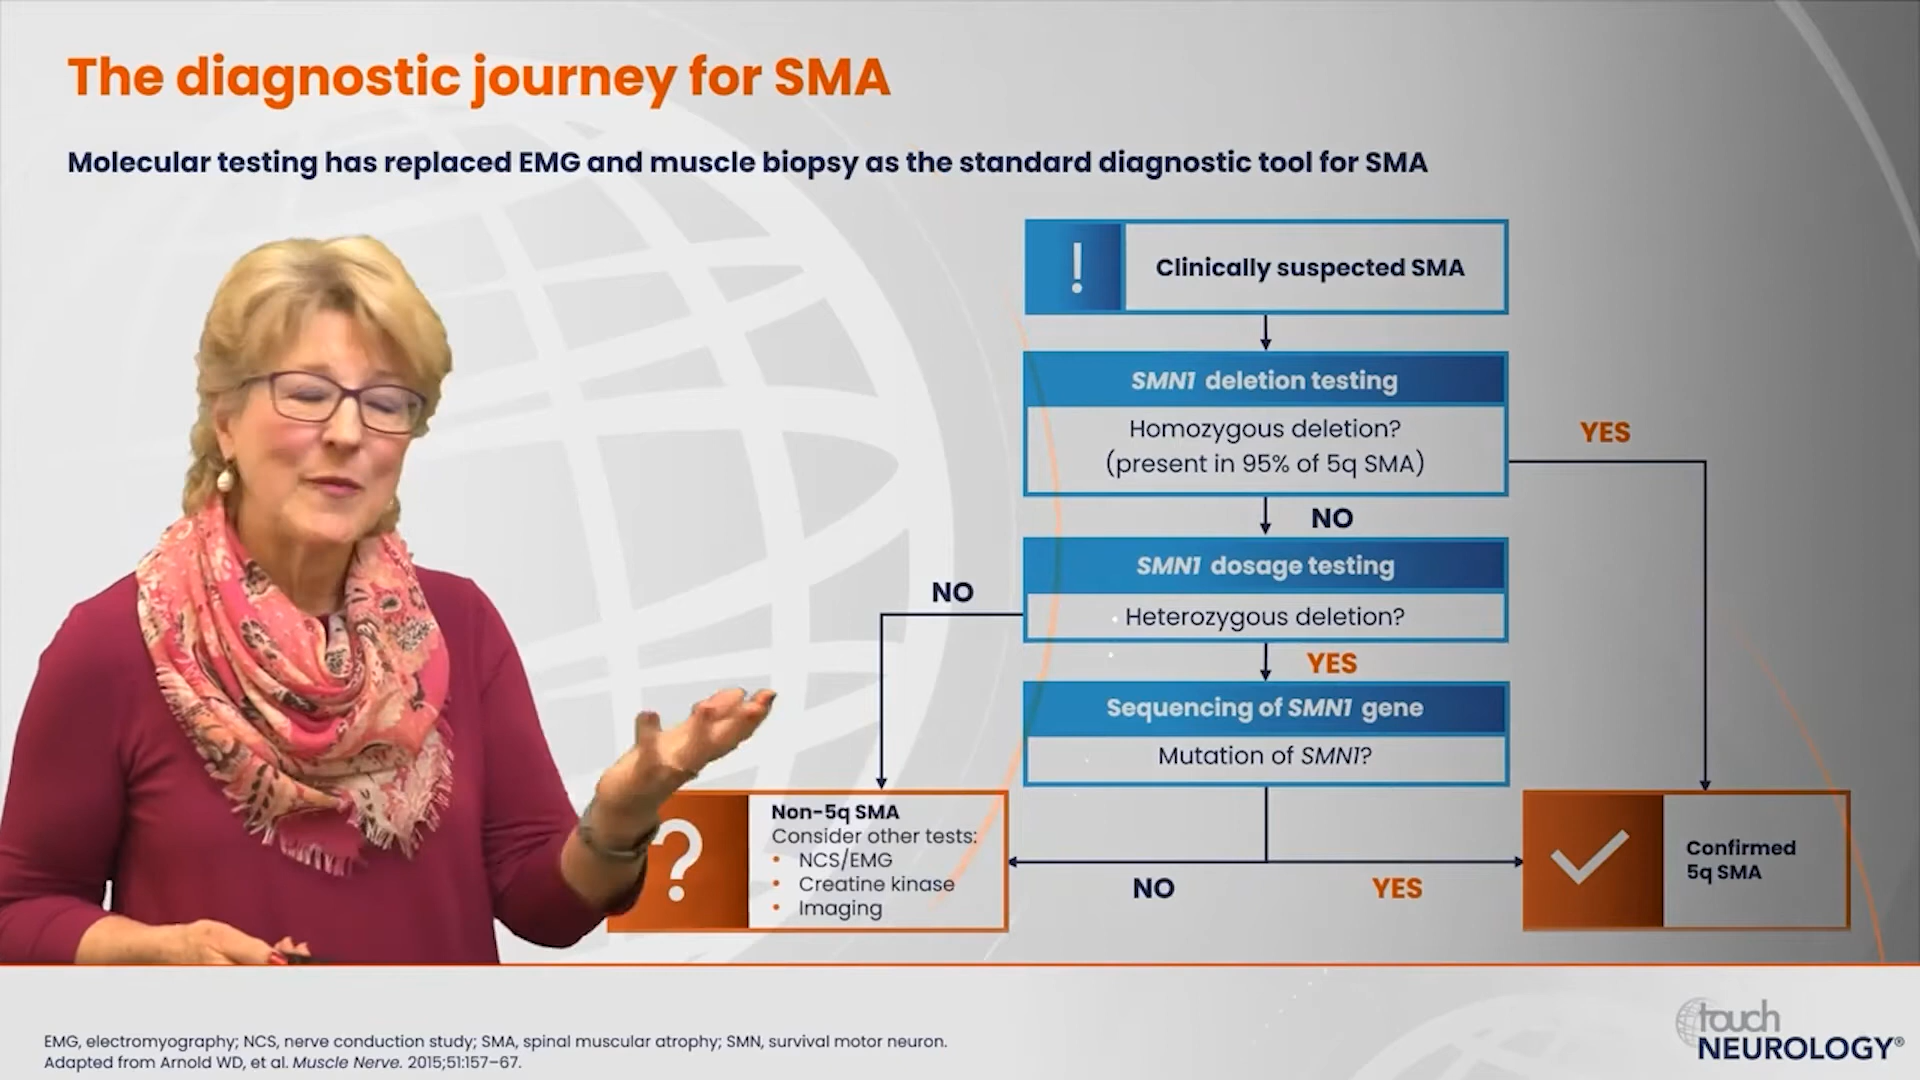 The diagnostic journey for SMA
Molecular testing has replaced EMG and muscle biopsy as the standard diagnostic tool for SMA
!
Clinically suspected SMA
SMN1 deletion testing
Homozygous deletion?
(present in 95% of 5q SMA)
YES
NO
SMN1 dosage testing
Heterozygous deletion?
NO
YES
Sequencing of SMN1 gene
Mutation of SMN1?
?
Non-5q SMA
Consider other tests:
• NCS/EMG
• Creatine kinase
• Imaging
NO
YES
Confirmed
5q SMA
EMG, electromyography; NCS, nerve conduction study; SMA, spinal muscular atrophy; SMN, survival motor neuron.
Adapted from Arnold WD, et al. Muscle Nerve. 2015;51:157–67.
touch
NEUROLOGY®